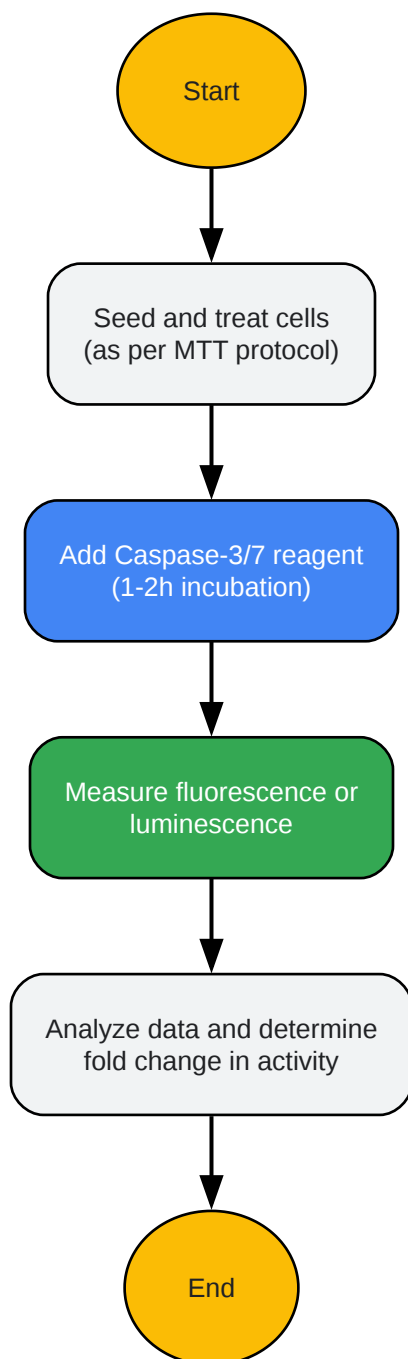 Start
Seed and treat cells
(as per MTT protocol)
Add Caspase-3/7 reagent
(1-2h incubation)
Measure fluorescence or
luminescence
Analyze data and determine
fold change in activity
End